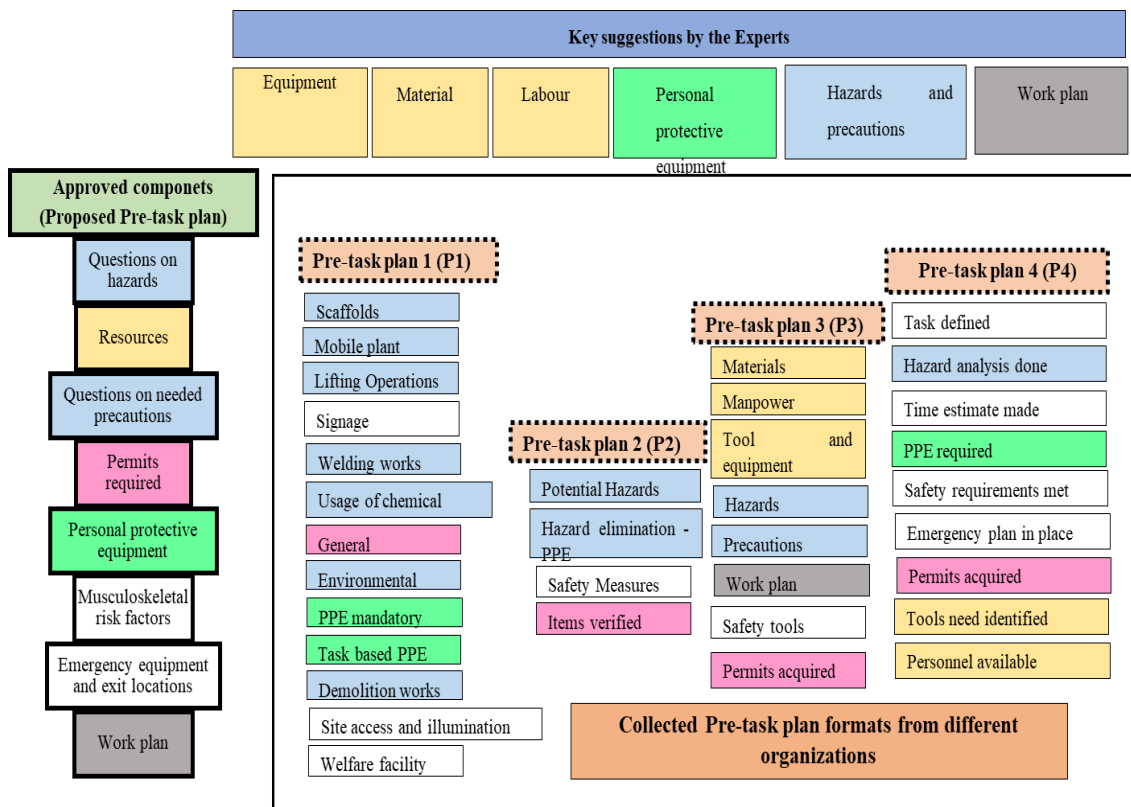 Key suggestions by the Experts
Equipment
Material
Labour
Personal
protective
equipment
Hazards and
precautions
Work plan
Approved componets
(Proposed Pre-task plan)
Questions on
hazards
Resources
Questions on needed
precautions
Permits
required
Personal protective
equipment
Musculoskeletal
risk factors
Emergency equipment
and exit locations
Work plan
Pre-task plan 1 (P1)
Scaffolds
Mobile plant
Lifting Operations
Signage
Welding works
Usage of chemical
General
Environmental
PPE mandatory
Task based PPE
Demolition works
Site access and illumination
Welfare facility
Pre-task plan 2 (P2)
Potential Hazards
Hazard elimination -
PPE
Safety Measures
Items verified
Pre-task plan 3 (P3)
Materials
Manpower
Tool and
equipment
Hazards
Precautions
Work plan
Safety tools
Permits acquired
Pre-task plan 4 (P4)
Task defined
Hazard analysis done
Time estimate made
PPE required
Safety requirements met
Emergency plan in place
Permits acquired
Tools need identified
Personnel available
Collected Pre-task plan formats from different
organizations